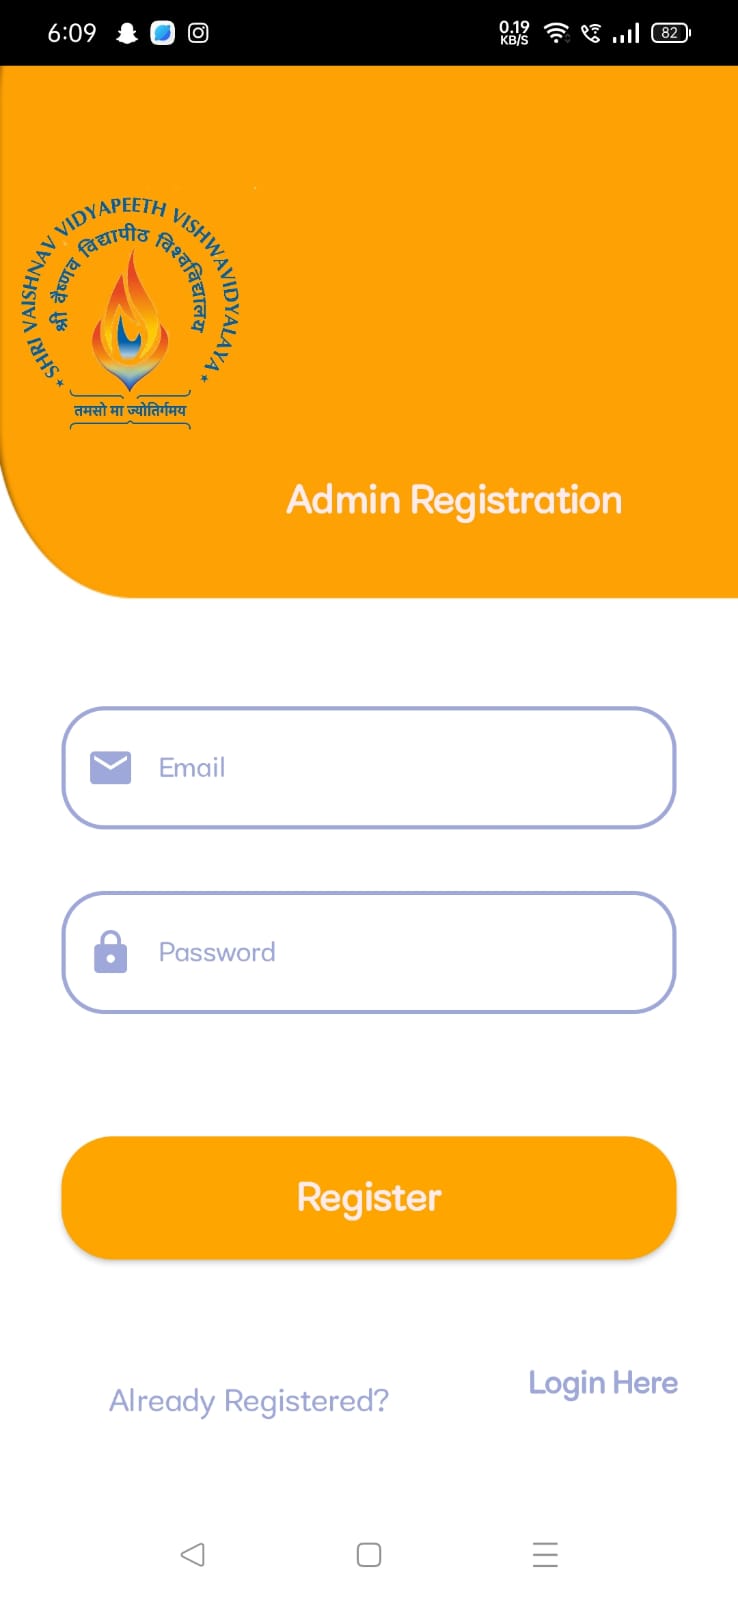 6:09
0.19
KB/S
82
SHRI VAISHNAV VIDYAPEETH VISHWAVIDYALAYA
श्री वैष्णव विद्यापीठ विश्वविद्यालय
तमसो मा ज्योतिर्गमय
Admin Registration
Email
Password
Register
Login Here
Already Registered?